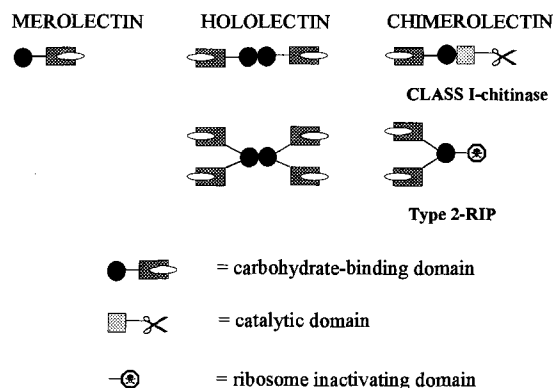 MEROLECTIN HOLOLECTIN CHIMEROLECTIN
CLASS I-chitinase
Type 2-RIP
= carbohydrate-binding domain
= catalytic domain
= ribosome inactivating domain